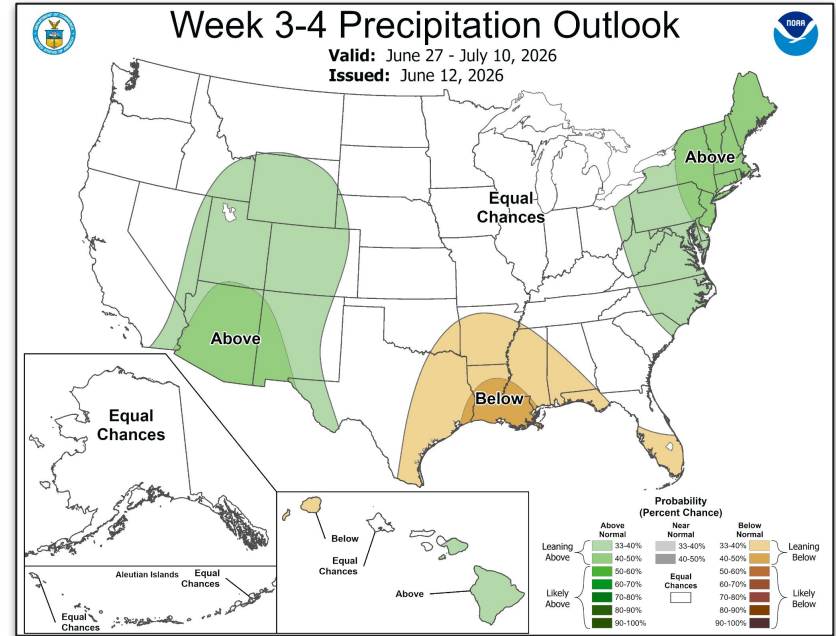 Week 3-4 Precipitation Outlook
Valid: June 27 - July 10, 2026
Issued: June 12, 2026
NOAA
Above
Equal
Chances
Above
Below
Equal
Chances
Aleutian Islands
Equal
Chances
Equal
Chances
Below
Equal
Chances
Above
Probability
(Percent Chance)
Above
Normal
Near
Normal
Below
Normal
Leaning
Above
33-40%
40-50%
33-40%
40-50%
33-40%
40-50%
Leaning
Below
Likely
Above
50-60%
60-70%
70-80%
80-90%
90-100%
Equal
Chances
50-60%
60-70%
70-80%
80-90%
90-100%
Likely
Below